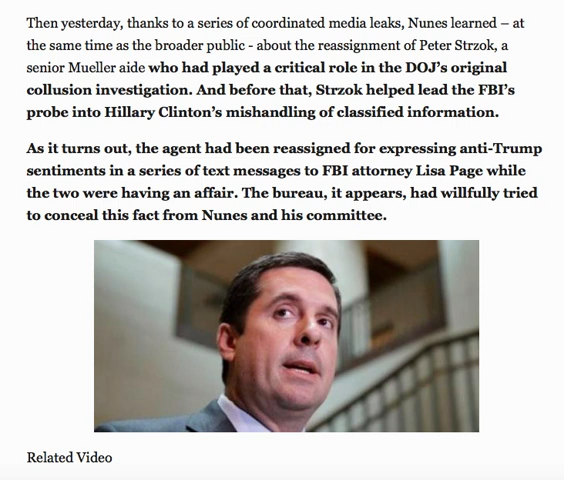 Then yesterday, thanks to a series of coordinated media leaks, Nunes learned – at
the same time as the broader public - about the reassignment of Peter Strzok, a
senior Mueller aide who had played a critical role in the DOJ’s original
collusion investigation. And before that, Strzok helped lead the FBI’s
probe into Hillary Clinton’s mishandling of classified information.
As it turns out, the agent had been reassigned for expressing anti-Trump
sentiments in a series of text messages to FBI attorney Lisa Page while
the two were having an affair. The bureau, it appears, had willfully tried
to conceal this fact from Nunes and his committee.
Related Video